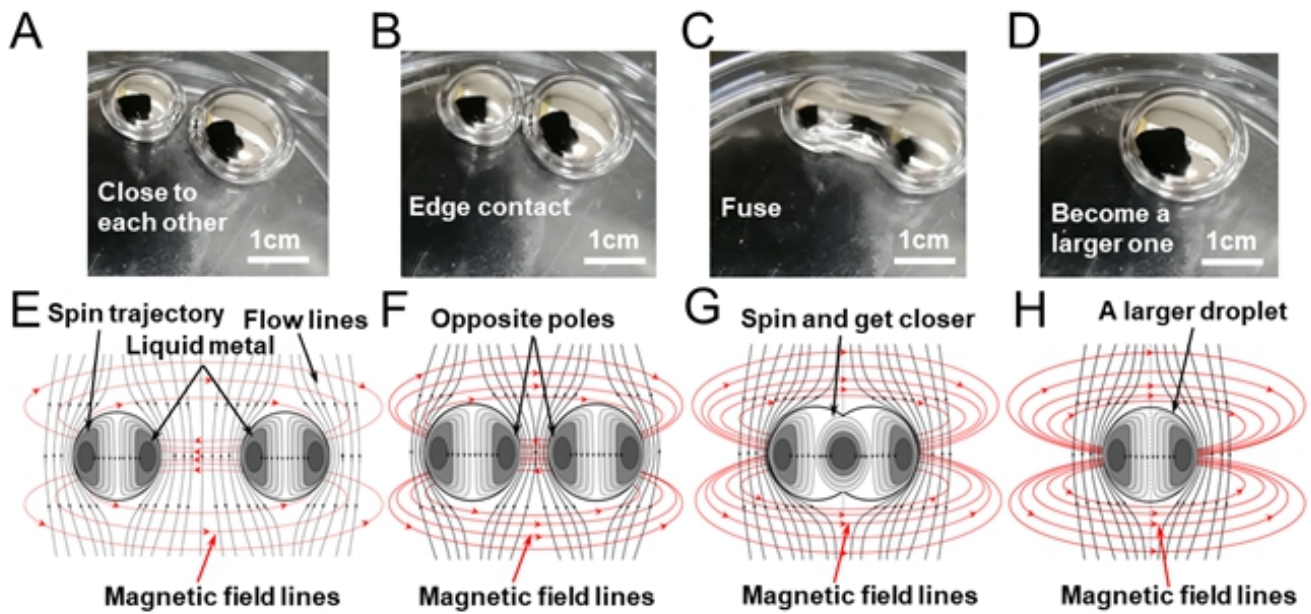 A
B
C
D
Close to
each other
1cm
Edge contact
1cm
Fuse
1cm
Become a
larger one
1cm
E
Spin trajectory
Flow lines
Liquid metal
F
Opposite poles
G
Spin and get closer
H
A larger droplet
Magnetic field lines
Magnetic field lines
Magnetic field lines
Magnetic field lines